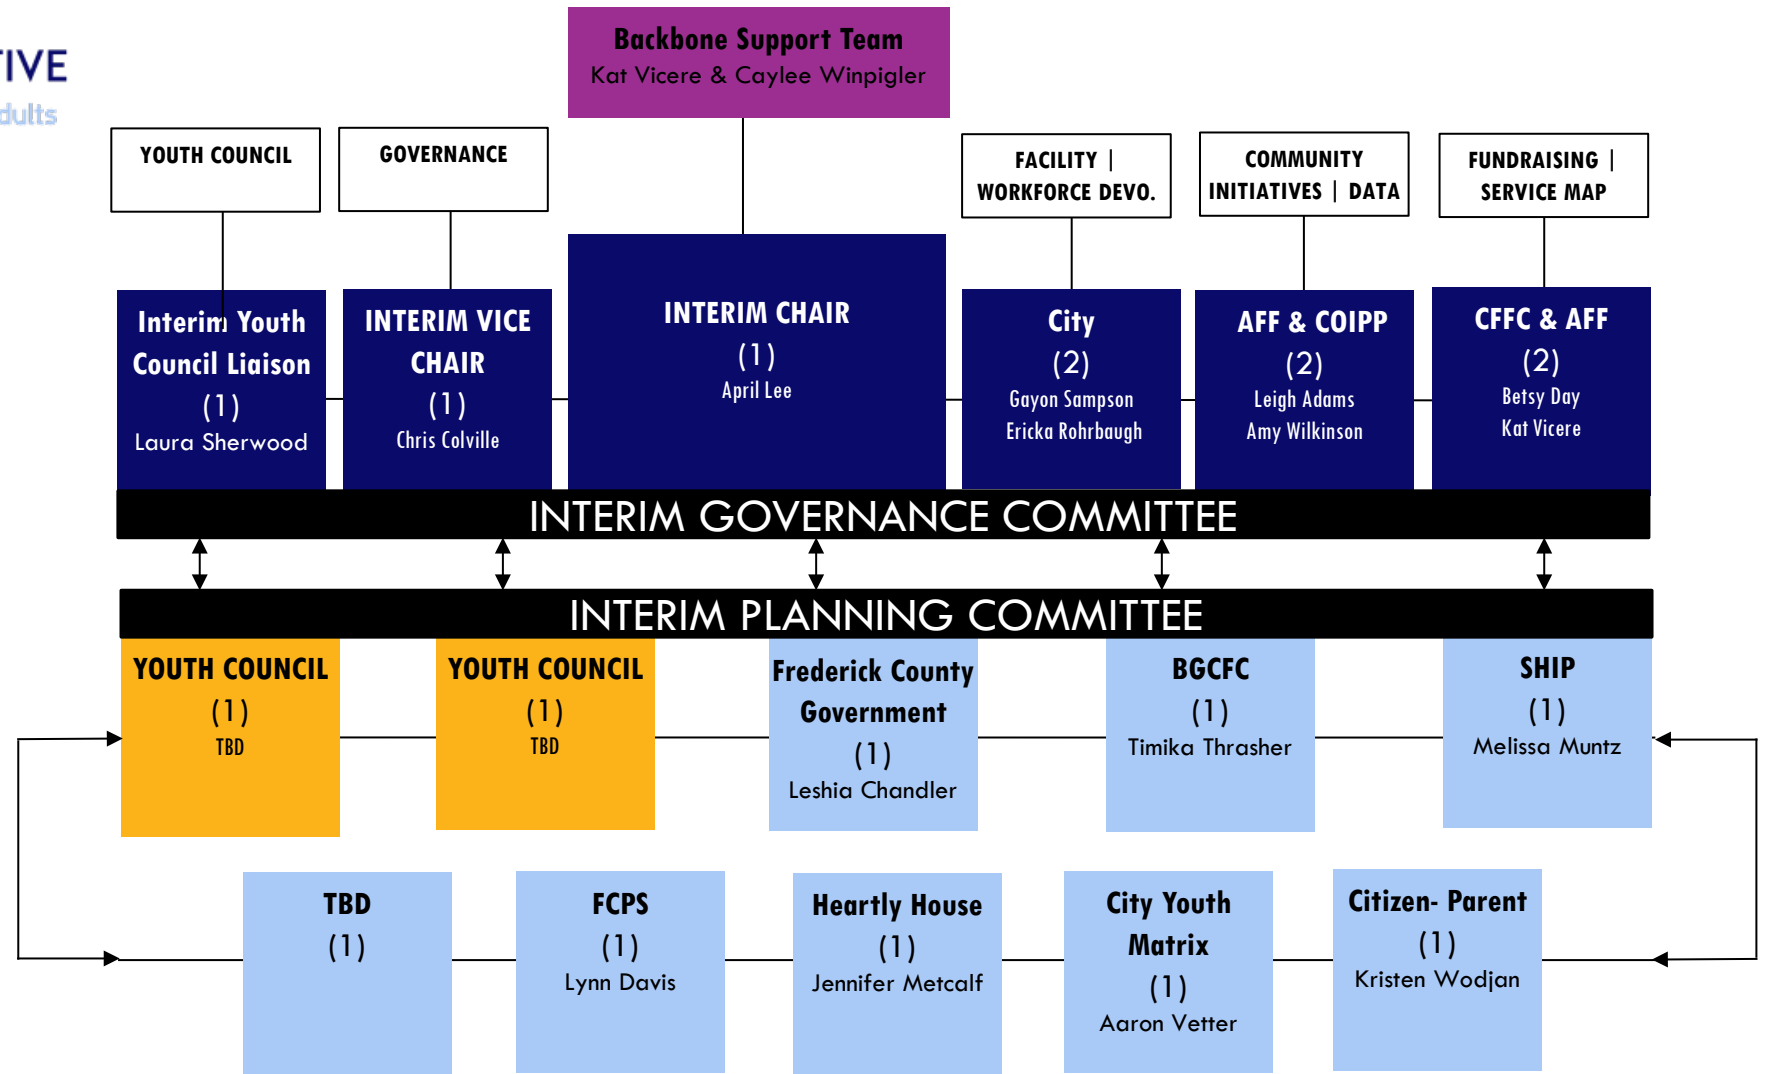 TIVE
dults
Backbone Support Team
Kat Vicere & Caylee Winpigler
YOUTH COUNCIL
GOVERNANCE
FACILITY |
WORKFORCE DEVO.
COMMUNITY
INITIATIVES | DATA
FUNDRAISING |
SERVICE MAP
Interim Youth
Council Liaison
(1)
Laura Sherwood
INTERIM VICE
CHAIR
(1)
Chris Colville
INTERIM CHAIR
(1)
April Lee
City
(2)
Gayon Sampson
Ericka Rohrbaugh
AFF & COIPP
(2)
Leigh Adams
Amy Wilkinson
CFFC & AFF
(2)
Betsy Day
Kat Vicere
INTERIM GOVERNANCE COMMITTEE
INTERIM PLANNING COMMITTEE
YOUTH COUNCIL
(1)
TBD
YOUTH COUNCIL
(1)
TBD
Frederick County
Government
(1)
Leshia Chandler
BGCFC
(1)
Timika Thrasher
SHIP
(1)
Melissa Muntz
TBD
(1)
FCPS
(1)
Lynn Davis
Heartly House
(1)
Jennifer Metcalf
City Youth
Matrix
(1)
Aaron Vetter
Citizen- Parent
(1)
Kristen Wodjan